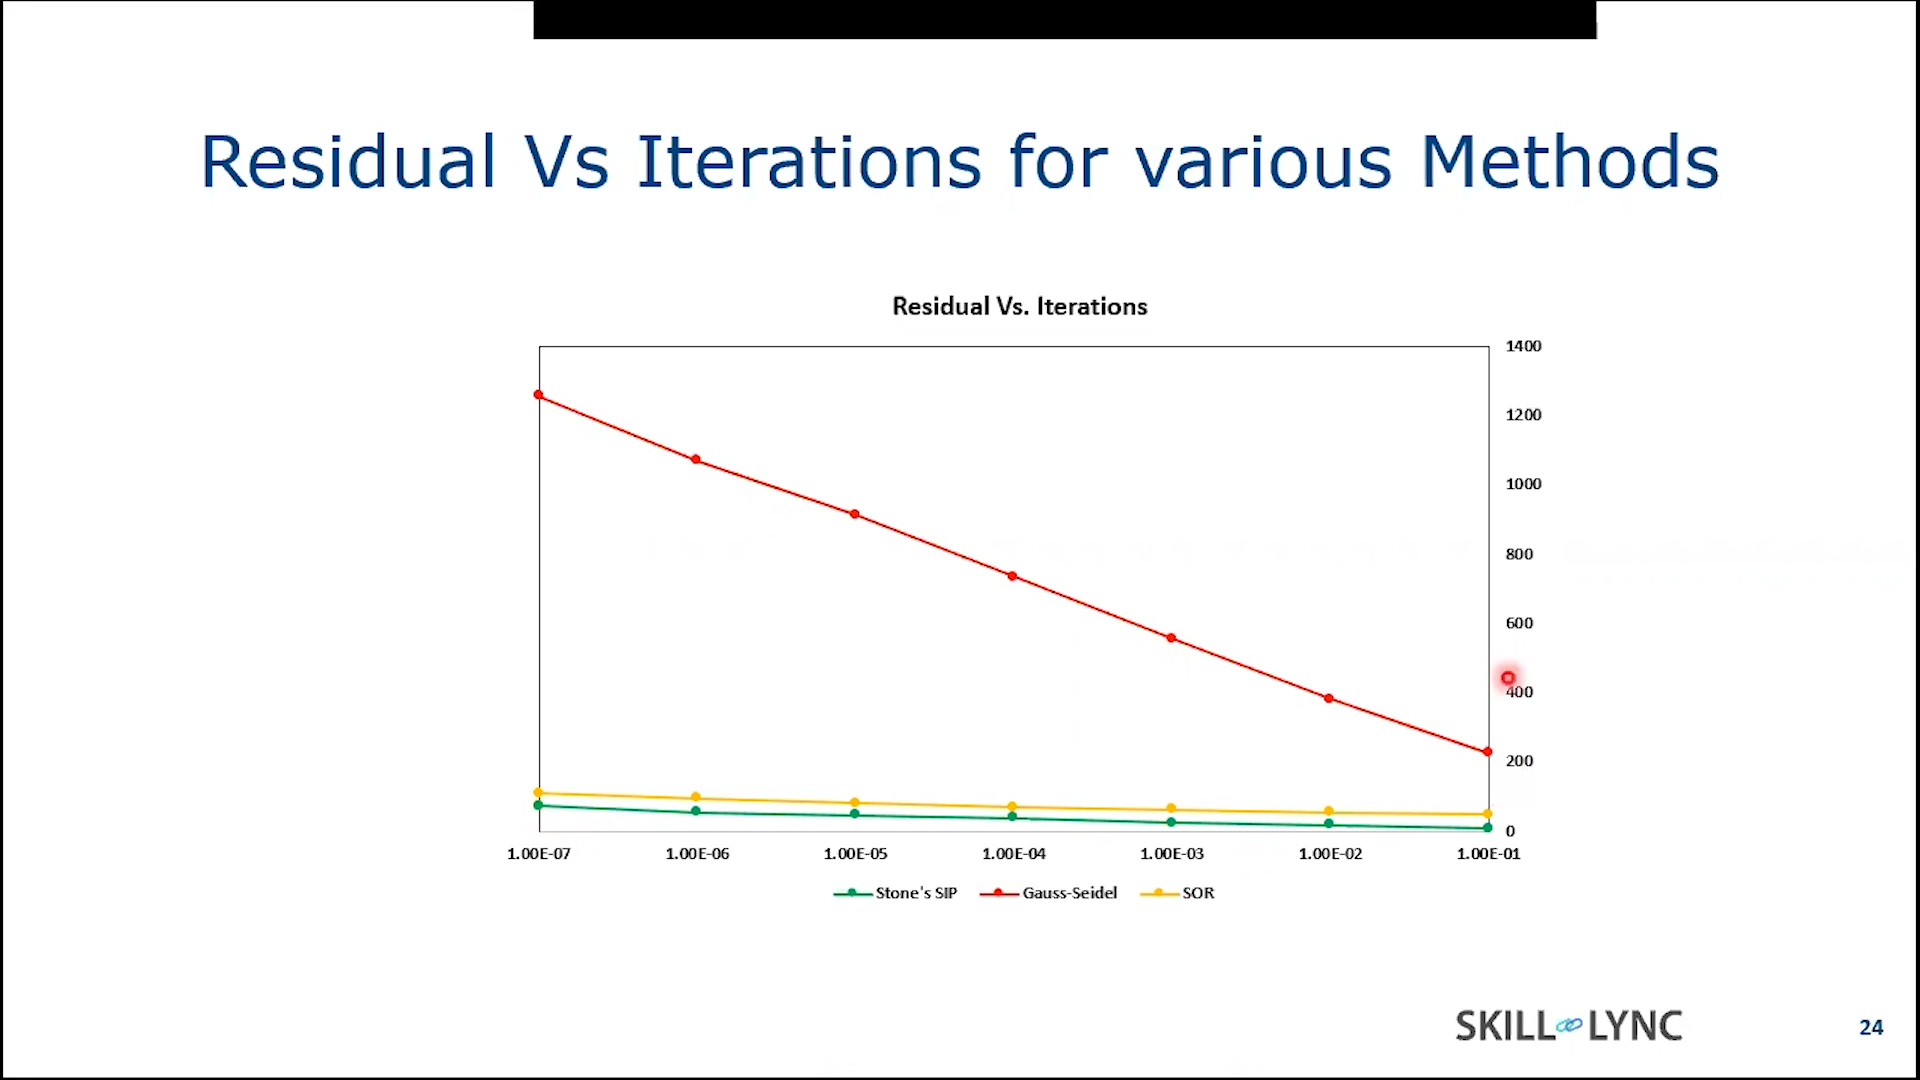 Residual Vs Iterations for various Methods
Residual Vs. Iterations
1400
1200
1000
800
600
400
200
0
1.00E-07 1.00E-06 1.00E-05 1.00E-04 1.00E-03 1.00E-02 1.00E-01
Stone's SIP Gauss-Seidel SOR
SKILL LYNC
24